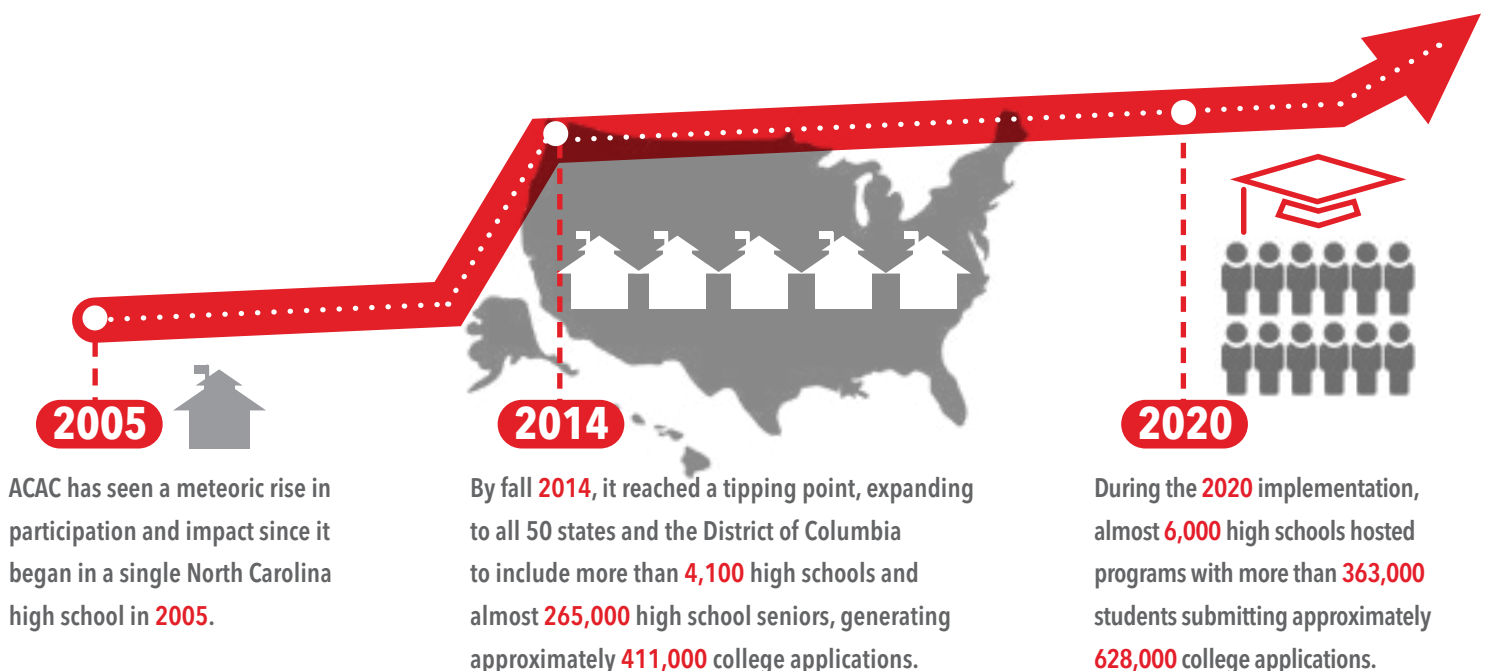 2005
ACAC has seen a meteoric rise in
participation and impact since it
began in a single North Carolina
high school in 2005.
2014
By fall 2014, it reached a tipping point, expanding
to all 50 states and the District of Columbia
to include more than 4,100 high schools and
almost 265,000 high school seniors, generating
approximately 411,000 college applications.
2020
During the 2020 implementation,
almost 6,000 high schools hosted
programs with more than 363,000
students submitting approximately
628,000 college applications.